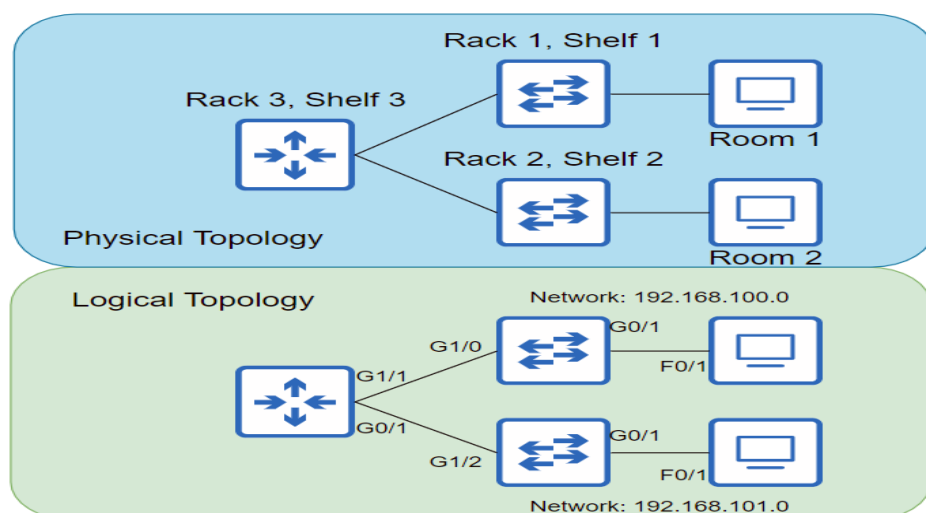 Rack 1, Shelf 1
Rack 3, Shelf 3
Room 1
Rack 2, Shelf 2
Physical Topology
Room 2
Logical Topology
Network: 192.168.100.0
G0/1
G1/0
F0/1
G1/1
G0/1
G0/1
G1/2
F0/1
Network: 192.168.101.0